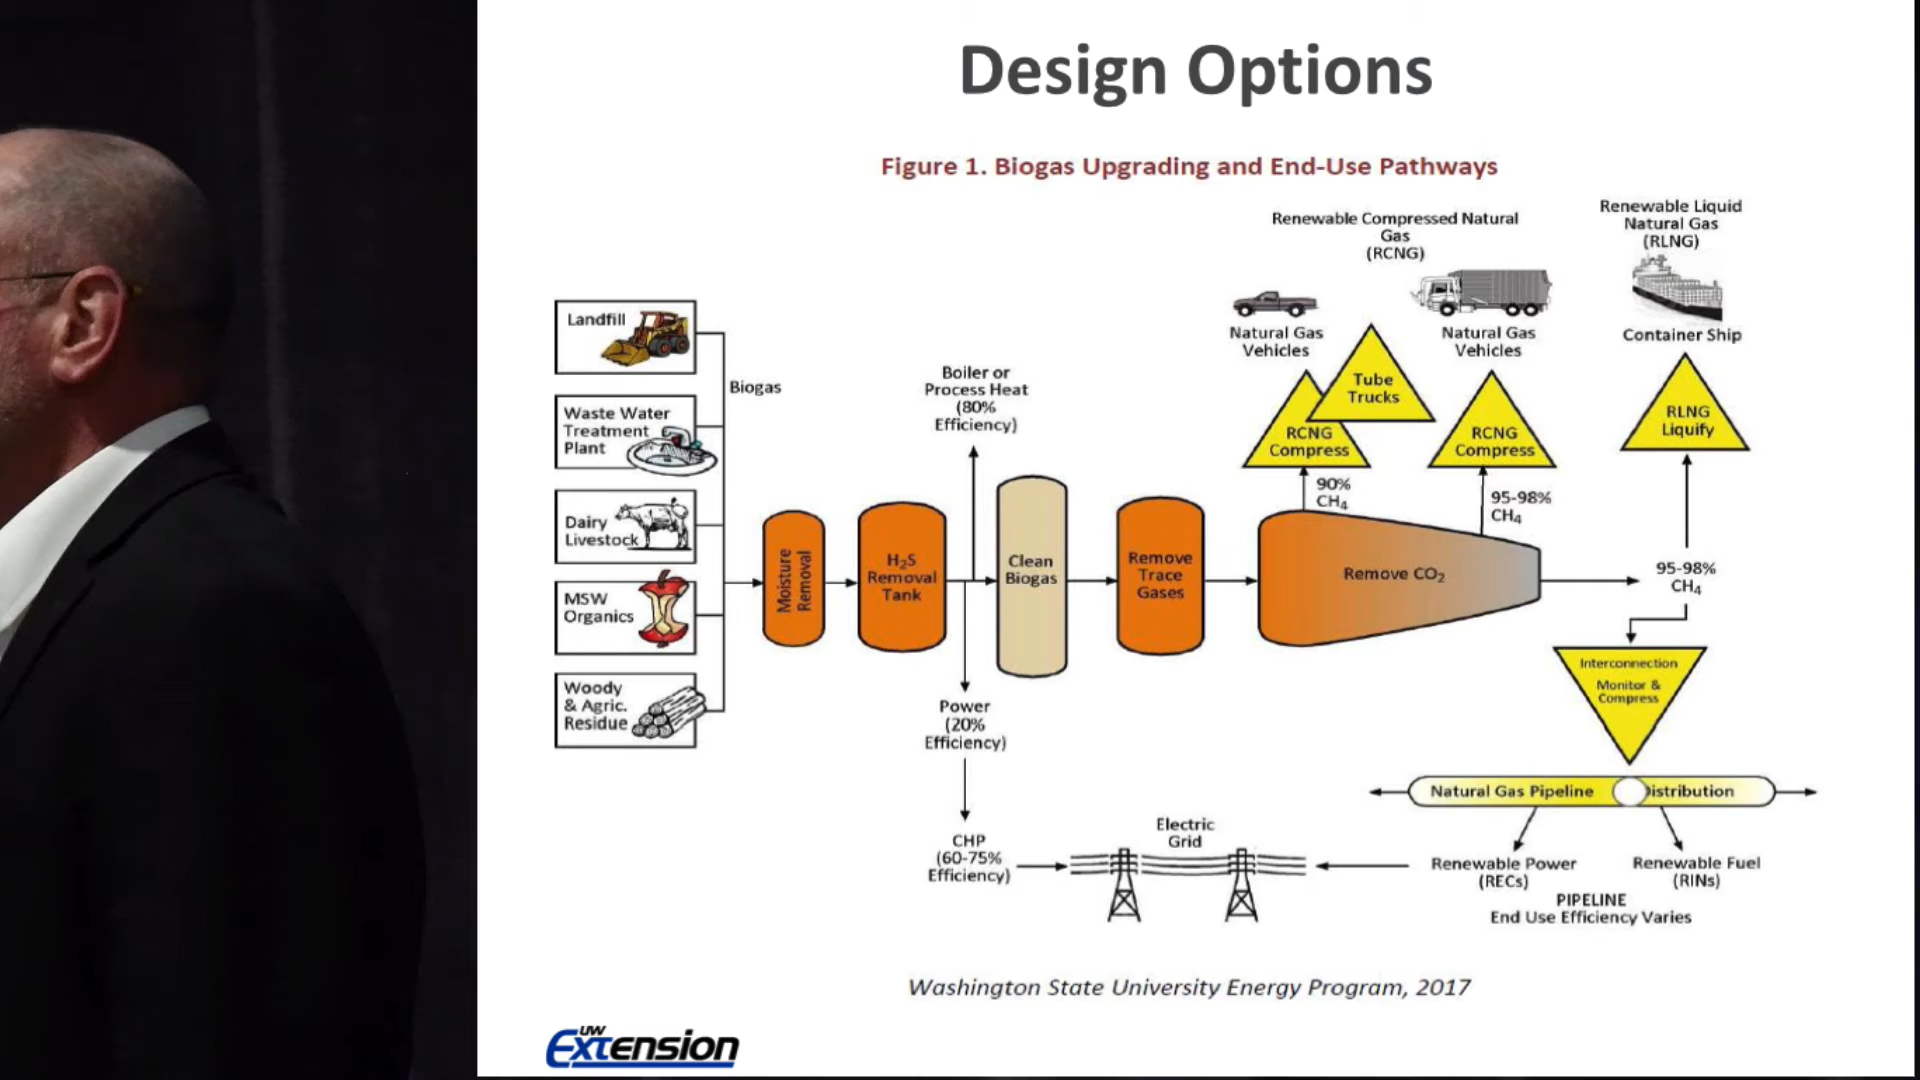 Design Options
Figure 1. Biogas Upgrading and End-Use Pathways
Renewable Compressed Natural
Gas
(RCNG)
Renewable Liquid
Natural Gas
(RLNG)
Natural Gas
Vehicles
Natural Gas
Vehicles
Container Ship
Landfill
Biogas
Waste Water
Treatment
Plant
Dairy
Livestock
MSW
Organics
Woody
& Agric.
Residue
Moisture
Removal
H₂S
Removal
Tank
Boiler or
Process Heat
(80%
Efficiency)
Power
(20%
Efficiency)
CHP
(60-75%
Efficiency)
Clean
Biogas
Remove
Trace
Gases
Tube
Trucks
RCNG
Compress
RCNG
Compress
RLNG
Liquify
90%
CH₄
95-98%
CH₄
Remove CO₂
95-98%
CH₄
Interconnection
Monitor &
Compress
Natural Gas Pipeline
istribution
Electric
Grid
Renewable Power
(RECs)
Renewable Fuel
(RINs)
PIPELINE
End Use Efficiency Varies
Washington State University Energy Program, 2017
UW
Extension